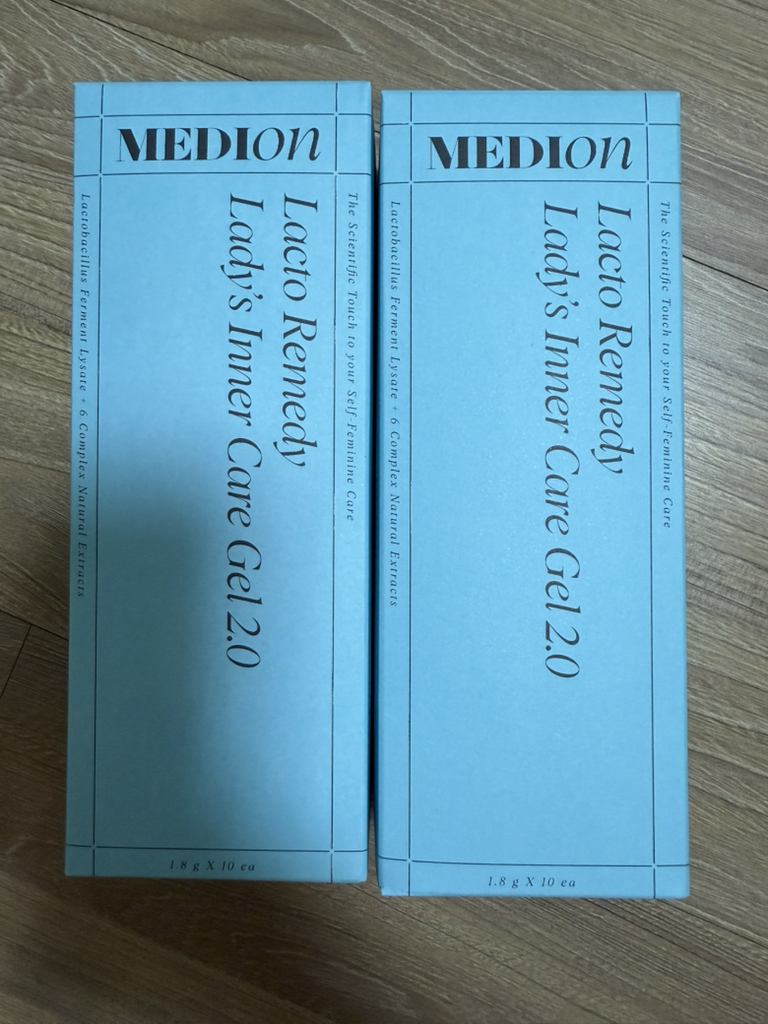 MEDION
The Scientific Touch to your Self-Feminine Care
Lacto Remedy
Lady's Inner Care Gel 2.0
Lactobacillus Ferment Lysate + 6 Complex Natural Extracts
1.8 g X 10 ea
MEDION
The Scientific Touch to your Self-Feminine Care
Lacto Remedy
Lady's Inner Care Gel 2.0
Lactobacillus Ferment Lysate + 6 Complex Natural Extracts
1.8 g X 10 ea